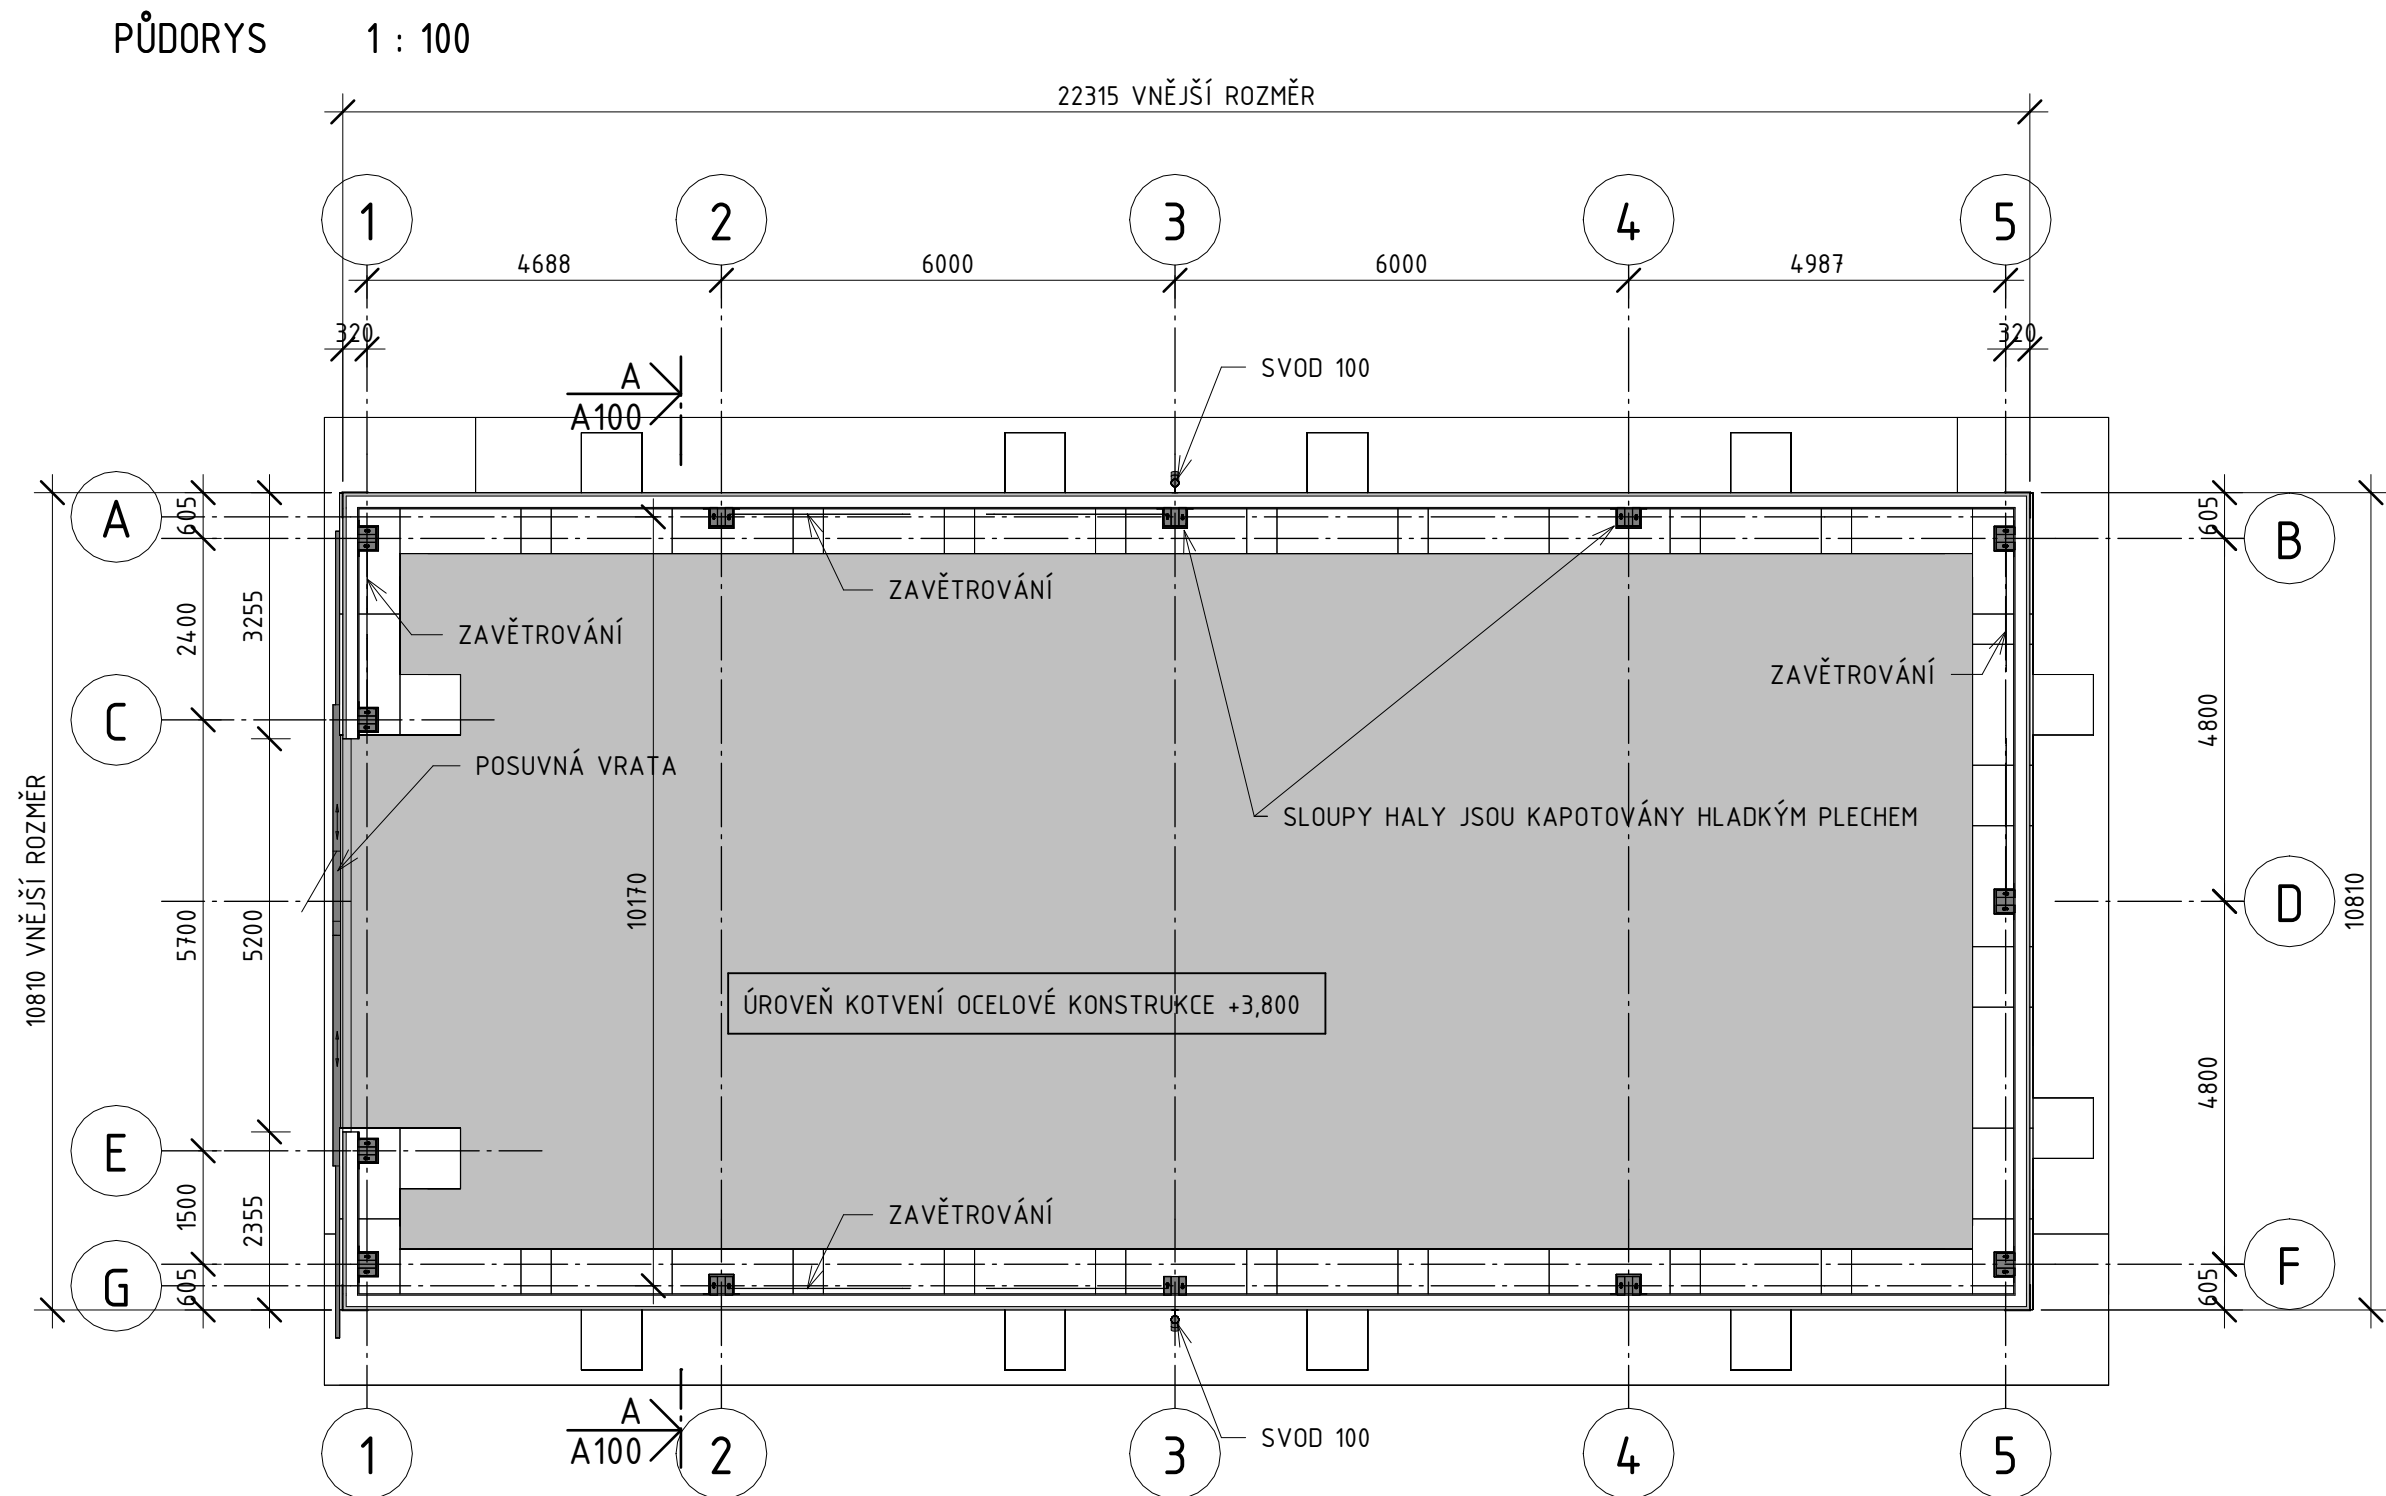 PŮDORYS 1 : 100
22315 VNĚJŠÍ ROZMĚR
1 2 3 4 5
4688 6000 6000 4987
320 320
A
A100
SVOD 100
A 605 605 B
ZAVĚTROVÁNÍ
2400 3255 ZAVĚTROVÁNÍ
ZAVĚTROVÁNÍ
C 4800
POSUVNÁ VRATA
SLOUPY HALY JSOU KAPOTOVÁNY HLADKÝM PLECHEM
10810 VNĚJŠÍ ROZMĚR 5700 5200 10170 D 10810
ÚROVEŇ KOTVENÍ OCELOVÉ KONSTRUKCE +3,800
4800
E
1500 2355 ZAVĚTROVÁNÍ
G 605 605 F
A
A100
SVOD 100
1 2 3 4 5